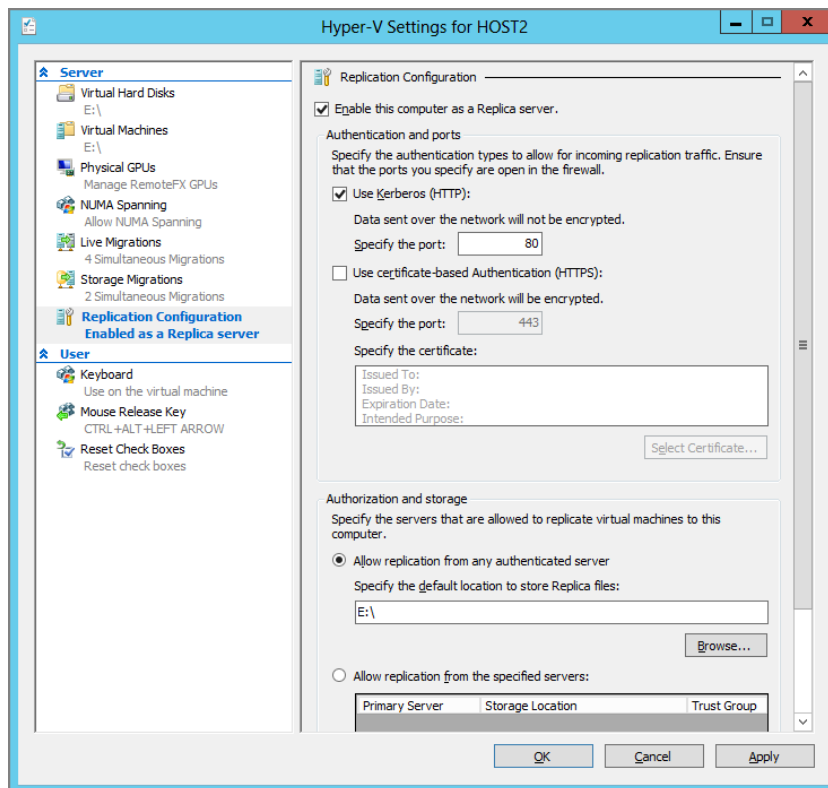 Hyper-V Settings for HOST2
Server
Virtual Hard Disks
E:\
Virtual Machines
E:\
Physical GPUs
Manage RemoteFX GPUs
NUMA Spanning
Allow NUMA Spanning
Live Migrations
4 Simultaneous Migrations
Storage Migrations
2 Simultaneous Migrations
Replication Configuration
Enabled as a Replica server
User
Keyboard
Use on the virtual machine
Mouse Release Key
CTRL+ALT+LEFT ARROW
Reset Check Boxes
Reset check boxes
Replication Configuration
Enable this computer as a Replica server.
Authentication and ports
Specify the authentication types to allow for incoming replication traffic. Ensure
that the ports you specify are open in the firewall.
Use Kerberos (HTTP):
Data sent over the network will not be encrypted.
Specify the port: 80
Use certificate-based Authentication (HTTPS):
Data sent over the network will be encrypted.
Specify the port: 443
Specify the certificate:
Issued To:
Issued By:
Expiration Date:
Intended Purpose:
Select Certificate...
Authorization and storage
Specify the servers that are allowed to replicate virtual machines to this
computer.
Allow replication from any authenticated server
Specify the default location to store Replica files:
E:\
Browse...
Allow replication from the specified servers:
Primary Server Storage Location Trust Group
OK Cancel Apply